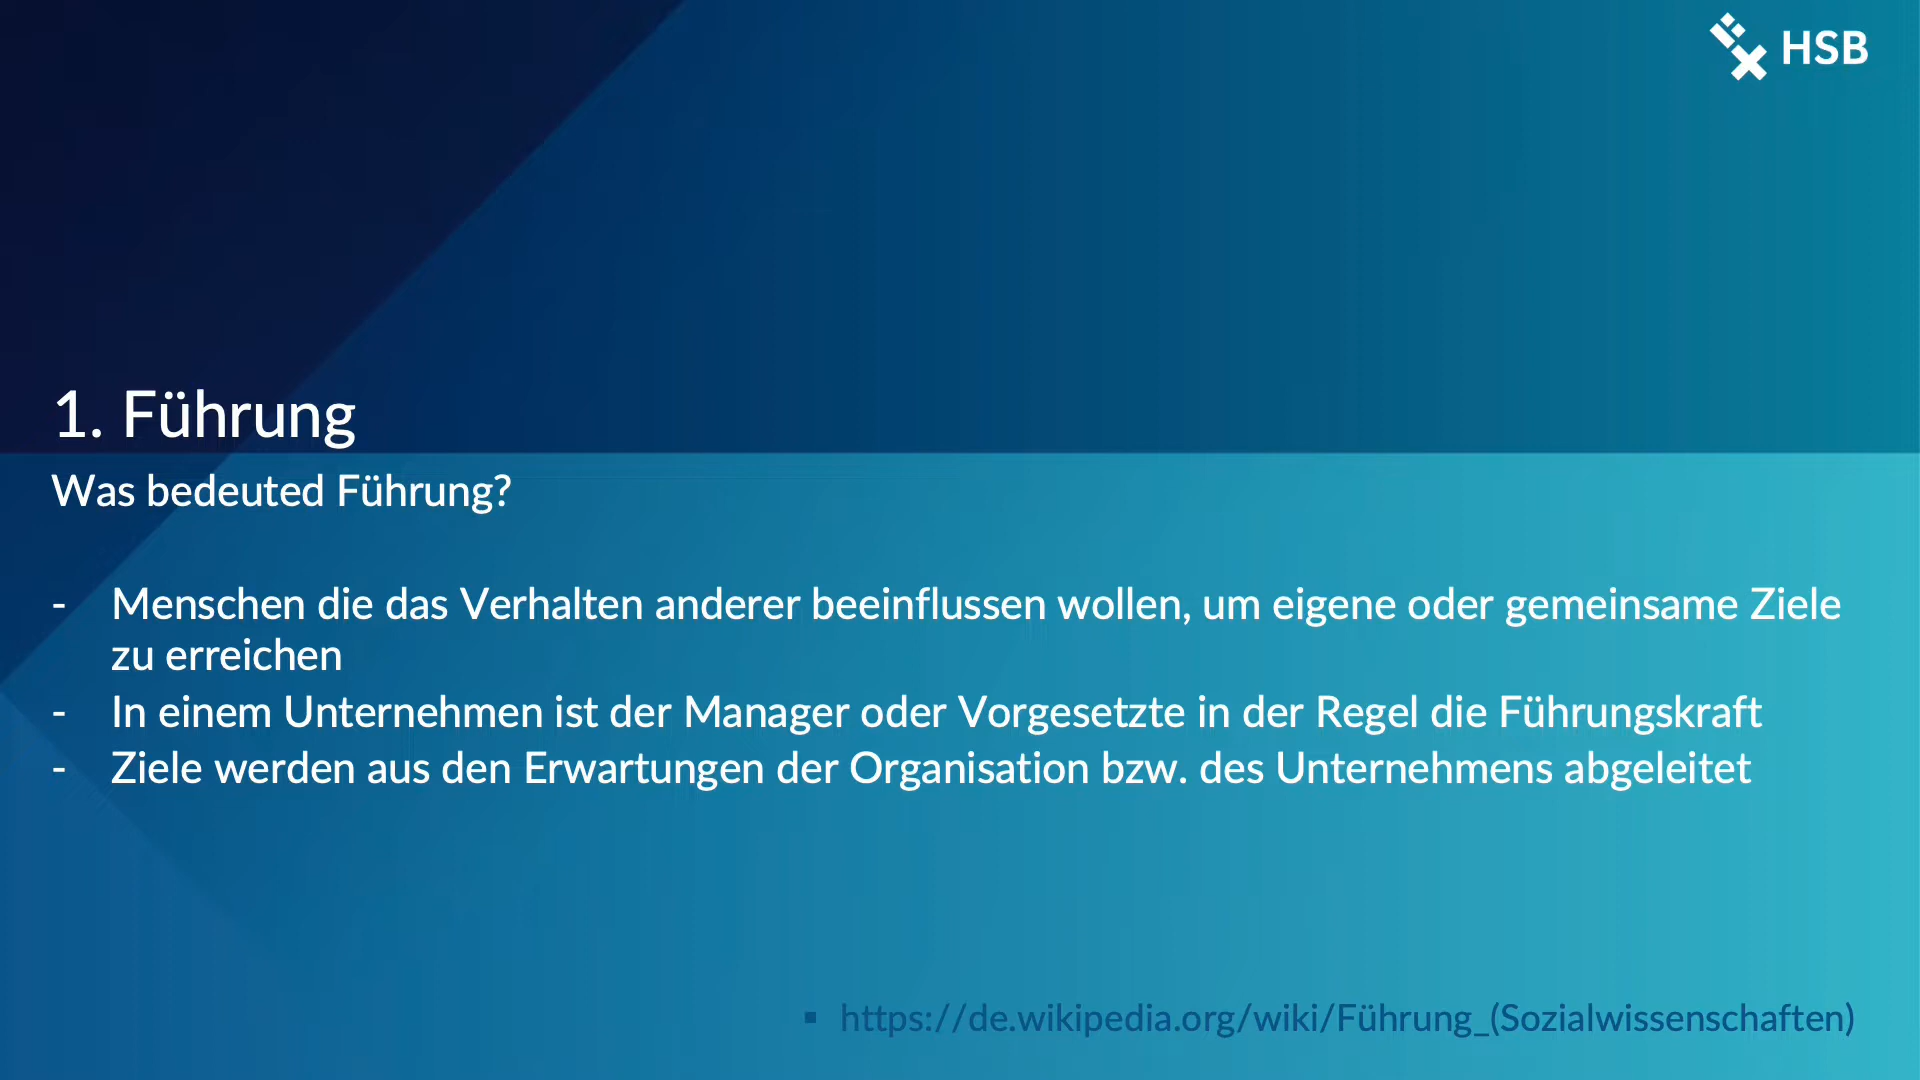 HSB
1. Führung
Was bedeuted Führung?
- Menschen die das Verhalten anderer beeinflussen wollen, um eigene oder gemeinsame Ziele
zu erreichen
- In einem Unternehmen ist der Manager oder Vorgesetzte in der Regel die Führungskraft
- Ziele werden aus den Erwartungen der Organisation bzw. des Unternehmens abgeleitet
▪ https://de.wikipedia.org/wiki/Führung_(Sozialwissenschaften)